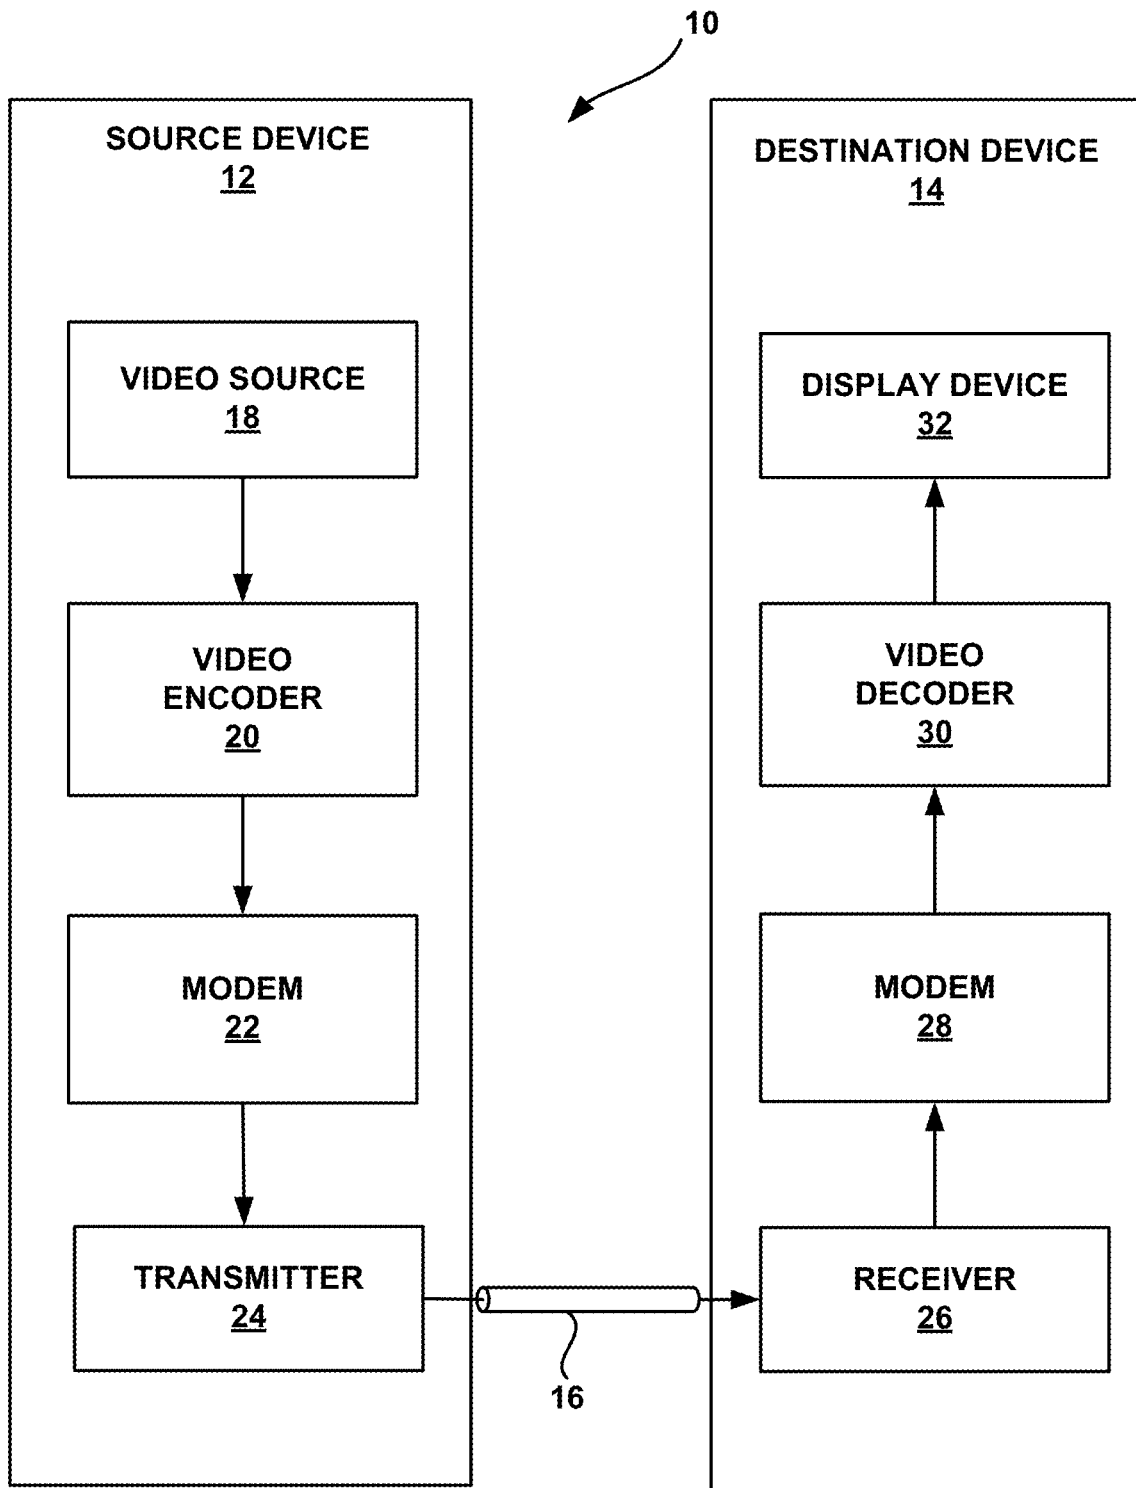 10
SOURCE DEVICE
12
VIDEO SOURCE
18
VIDEO
ENCODER
20
MODEM
22
TRANSMITTER
24
16
DESTINATION DEVICE
14
DISPLAY DEVICE
32
VIDEO
DECODER
30
MODEM
28
RECEIVER
26